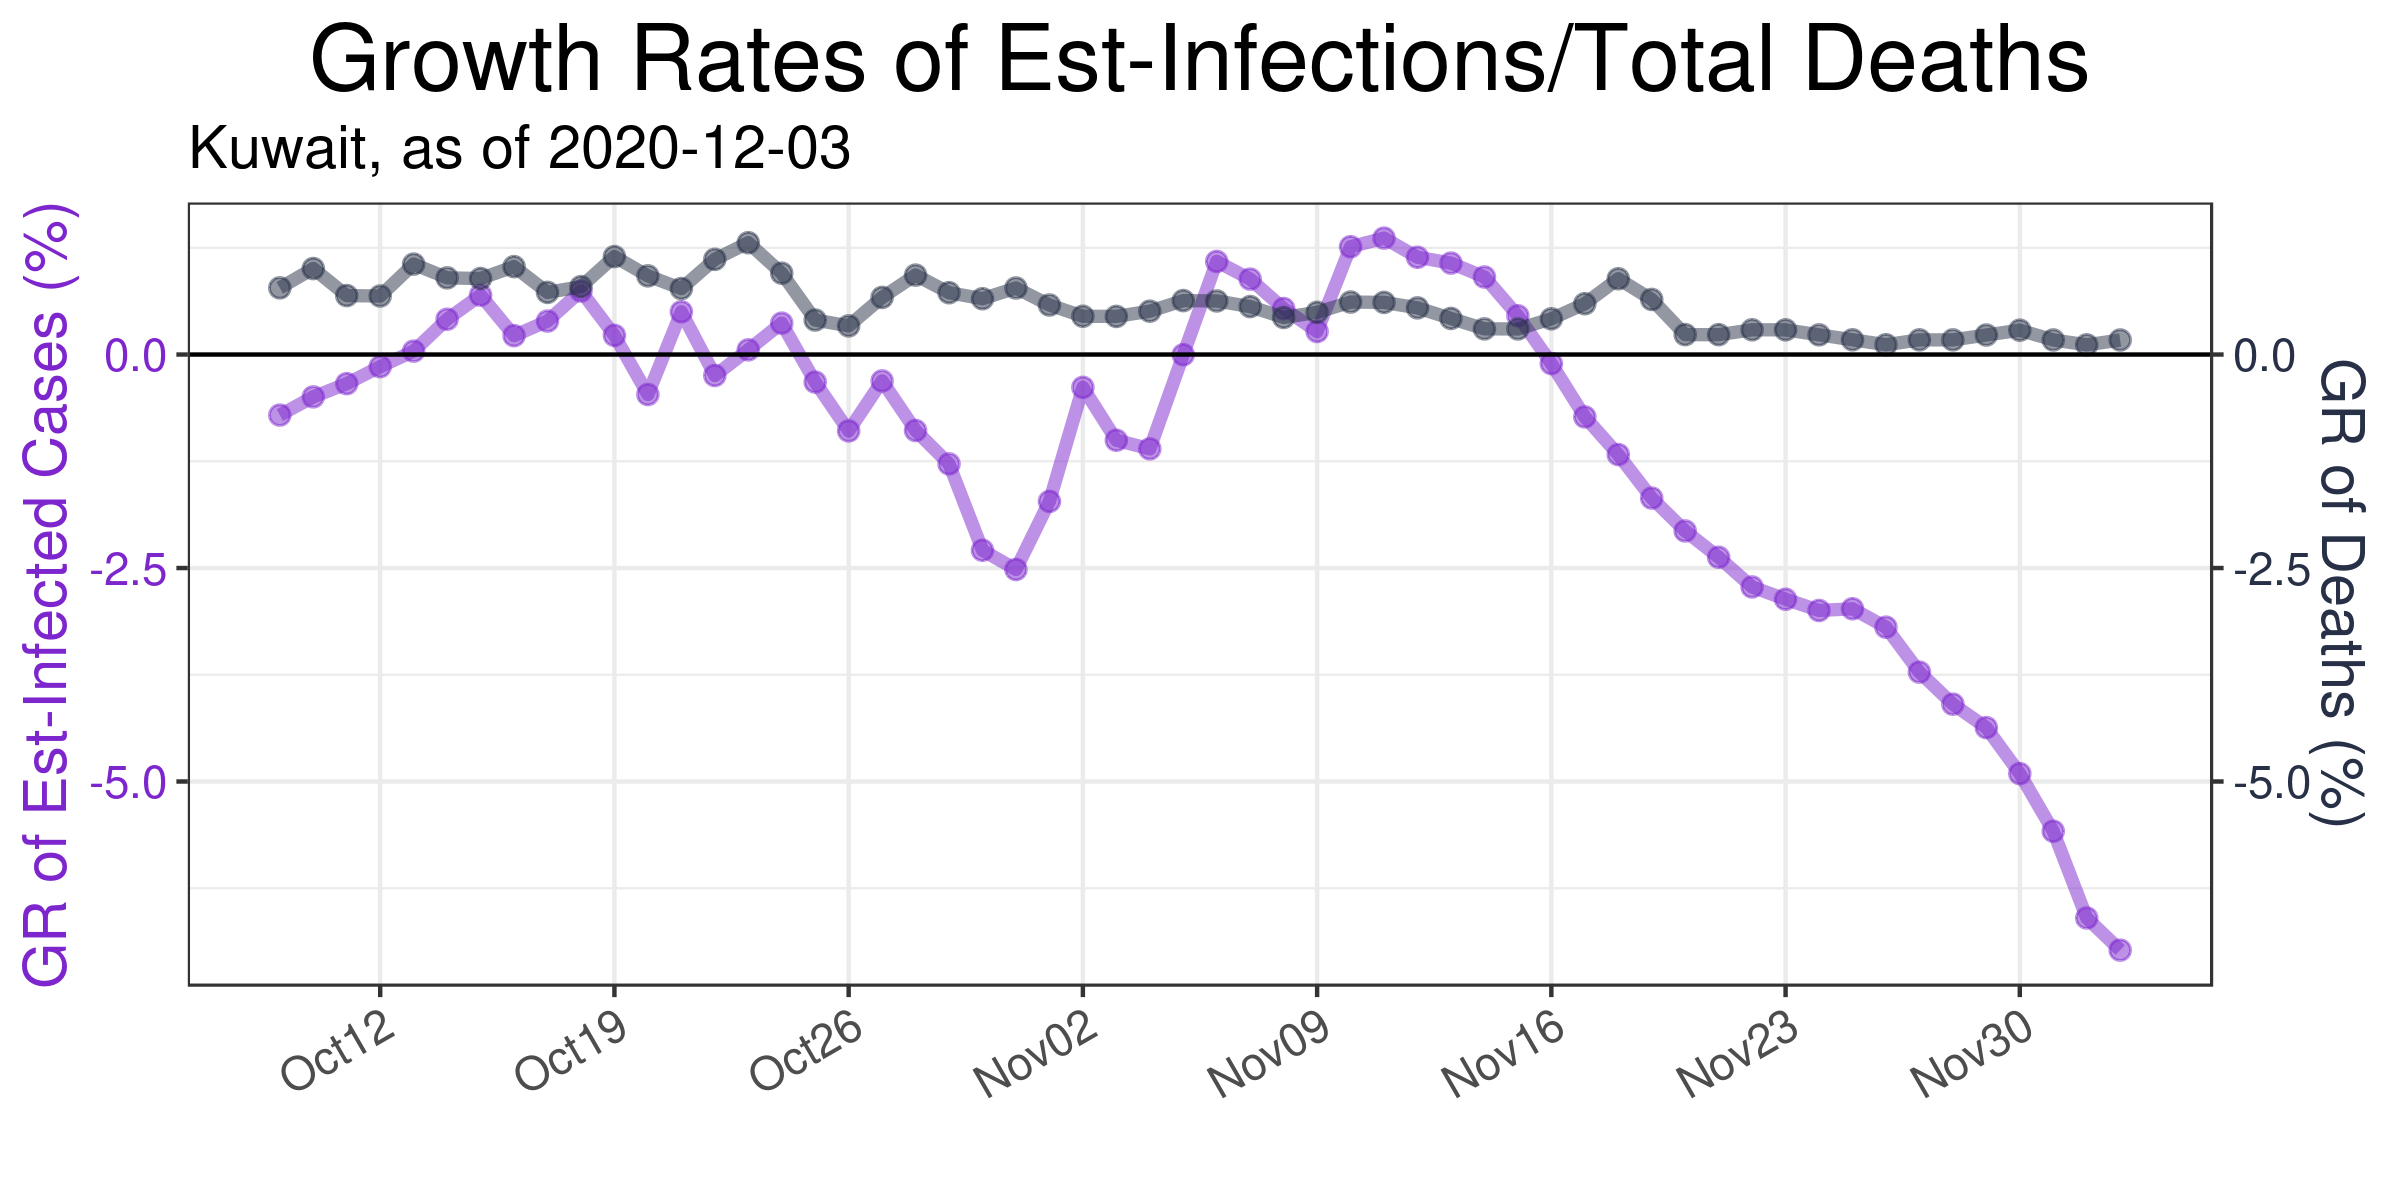 Growth Rates of Est-Infections/Total Deaths
Kuwait, as of 2020-12-03
GR of Est-Infected Cases (%)
0.0
-2.5
-5.0
0.0
-2.5
-5.0
GR of Deaths (%)
Oct12
Oct19
Oct26
Nov02
Nov09
Nov16
Nov23
Nov30